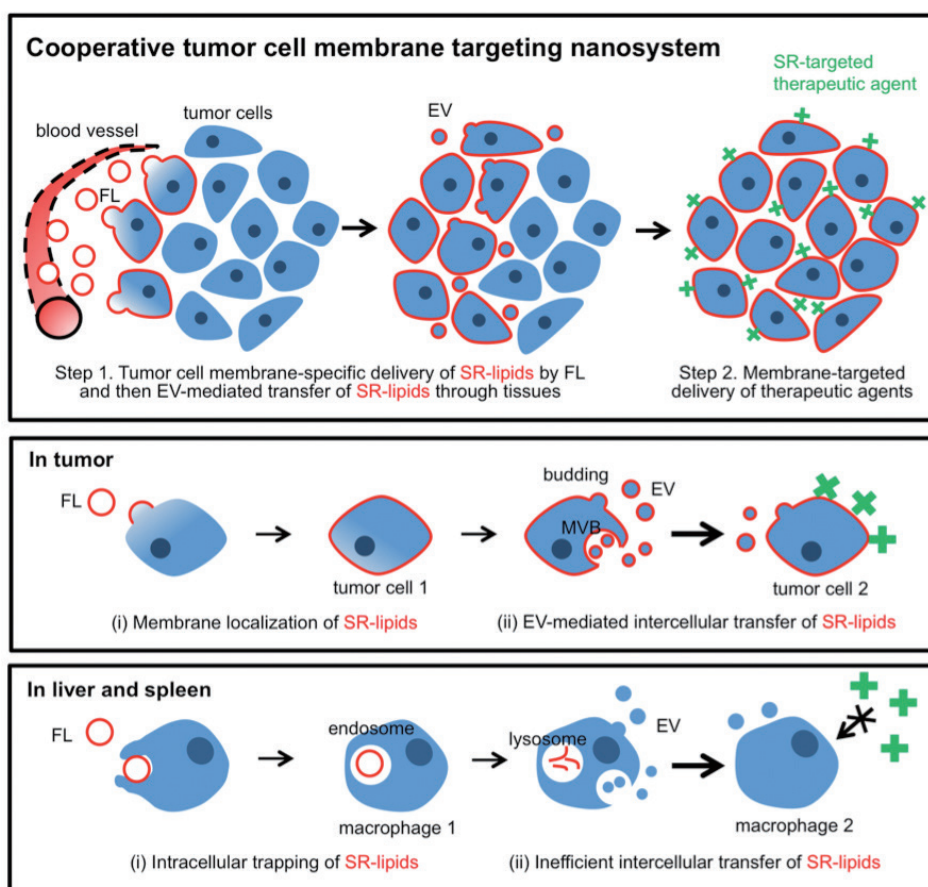 Cooperative tumor cell membrane targeting nanosystem
SR-targeted
therapeutic agent
blood vessel
tumor cells
EV
FL
Step 1. Tumor cell membrane-specific delivery of SR-lipids by FL
and then EV-mediated transfer of SR-lipids through tissues
Step 2. Membrane-targeted
delivery of therapeutic agents
In tumor
FL
budding
EV
MVB
tumor cell 1
tumor cell 2
(i) Membrane localization of SR-lipids
(ii) EV-mediated intercellular transfer of SR-lipids
In liver and spleen
FL
endosome
lysosome
EV
macrophage 1
macrophage 2
(i) Intracellular trapping of SR-lipids
(ii) Inefficient intercellular transfer of SR-lipids